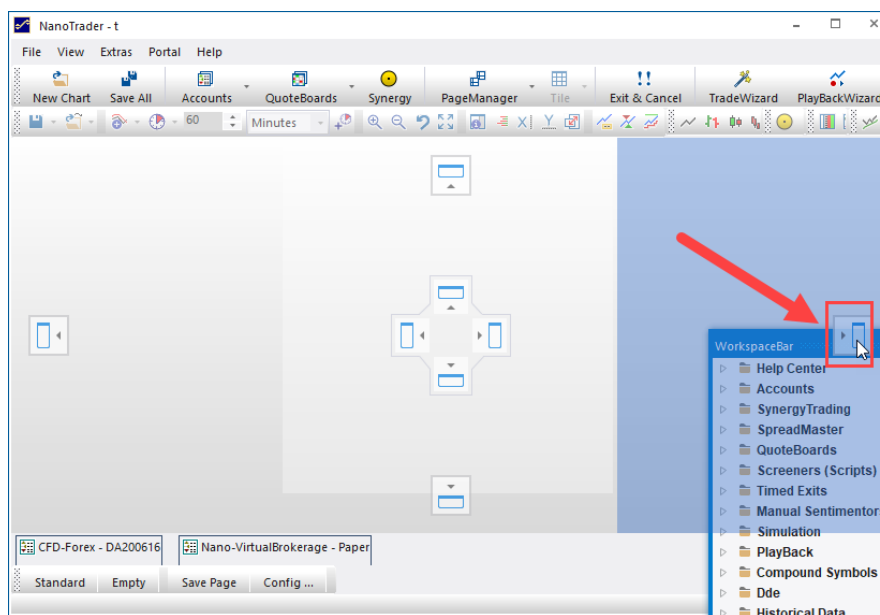 NanoTrader - t
File View Extras Portal Help
New Chart Save All Accounts QuoteBoards Synergy PageManager Tile Exit & Cancel TradeWizard PlayBackWizard
60 Minutes
WorkspaceBar
Help Center
Accounts
SynergyTrading
SpreadMaster
QuoteBoards
Screeners (Scripts)
Timed Exits
Manual Sentimentor
Simulation
PlayBack
Compound Symbols
Dde
Historical Data
CFD-Forex - DA200616 Nano-VirtualBrokerage - Paper
Standard Empty Save Page Config ...